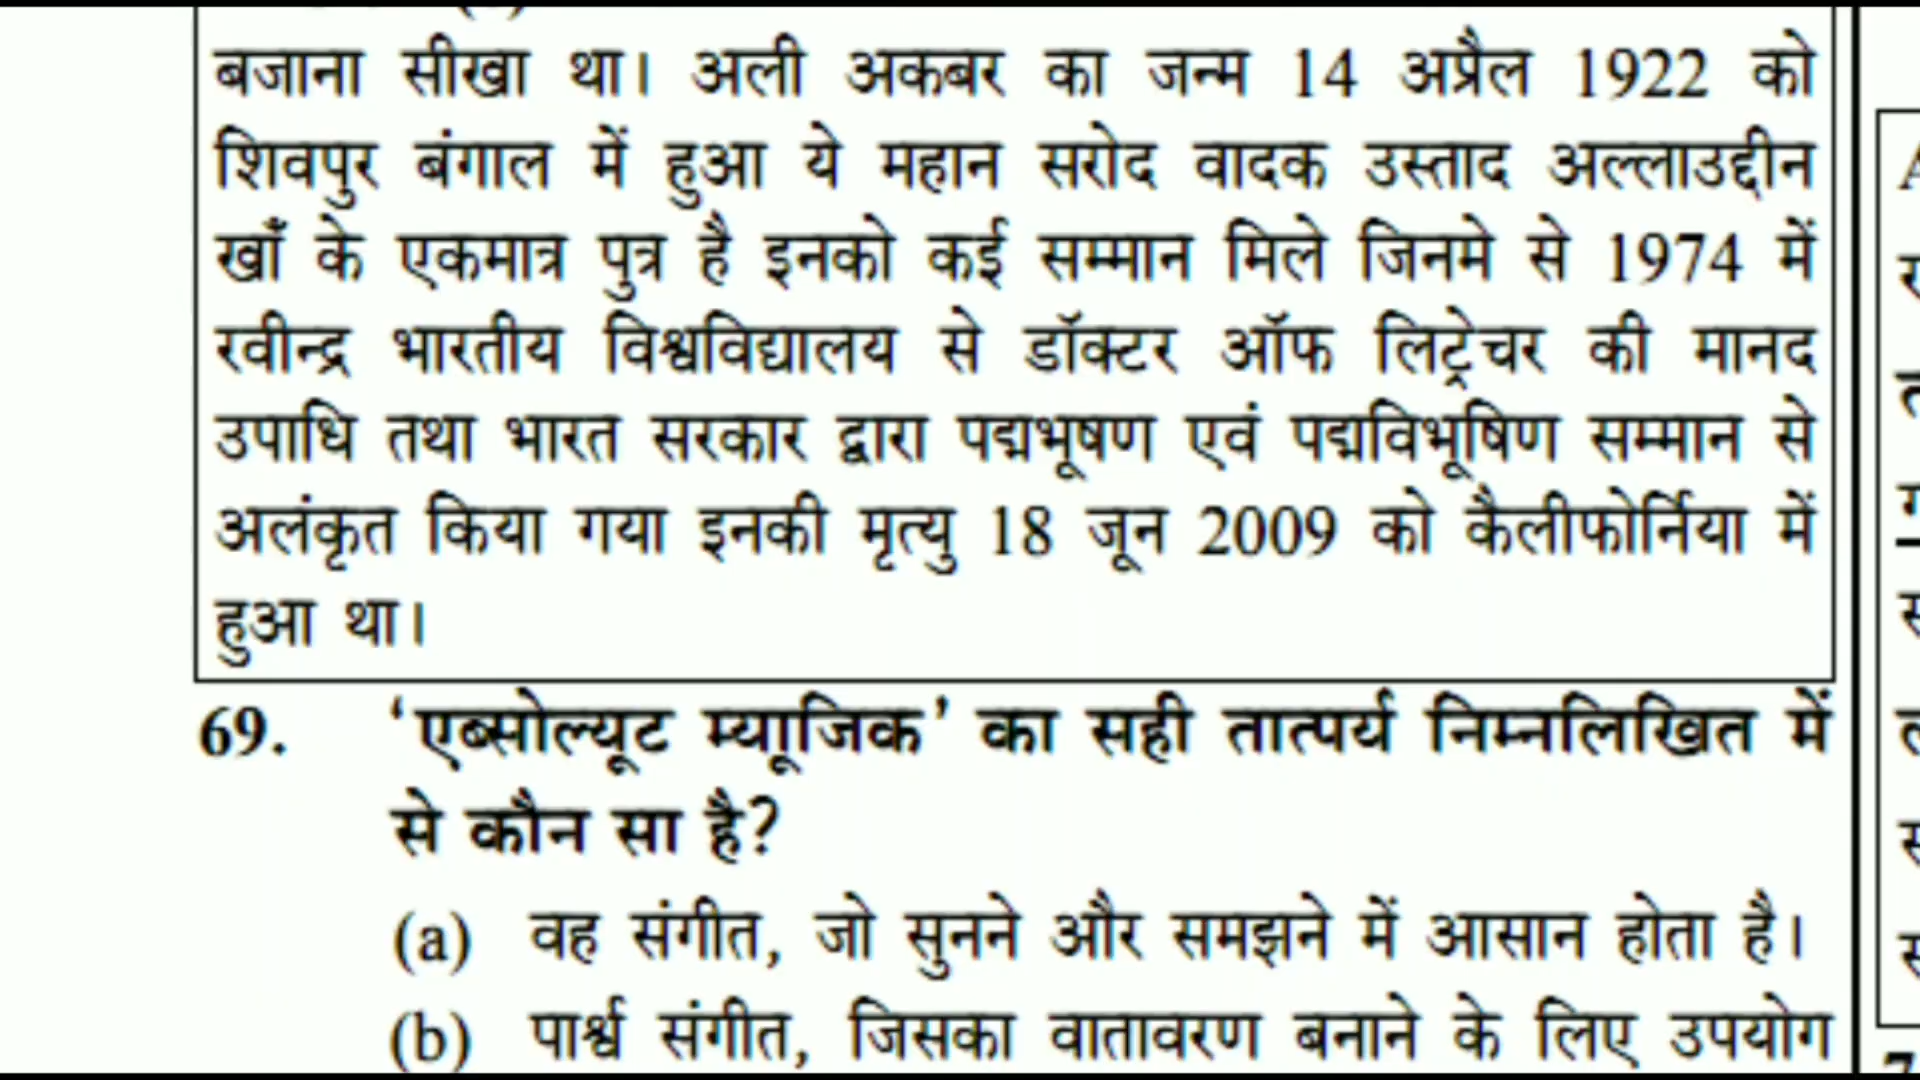 बजाना सीखा था। अली अकबर का जन्म 14 अप्रैल 1922 को
शिवपुर बंगाल में हुआ ये महान सरोद वादक उस्ताद अल्लाउद्दीन
खाँ के एकमात्र पुत्र है इनको कई सम्मान मिले जिनमे से 1974 में
रवीन्द्र भारतीय विश्वविद्यालय से डॉक्टर ऑफ लिट्रेचर की मानद
उपाधि तथा भारत सरकार द्वारा पद्मभूषण एवं पद्मविभूषिण सम्मान से
अलंकृत किया गया इनकी मृत्यु 18 जून 2009 को कैलीफोर्निया में
हुआ था।
69. ‘एब्सोल्यूट म्यूजिक’ का सही तात्पर्य निम्नलिखित में
से कौन सा है?
(a) वह संगीत, जो सुनने और समझने में आसान होता है।
(b) पार्श्व संगीत, जिसका वातावरण बनाने के लिए उपयोग